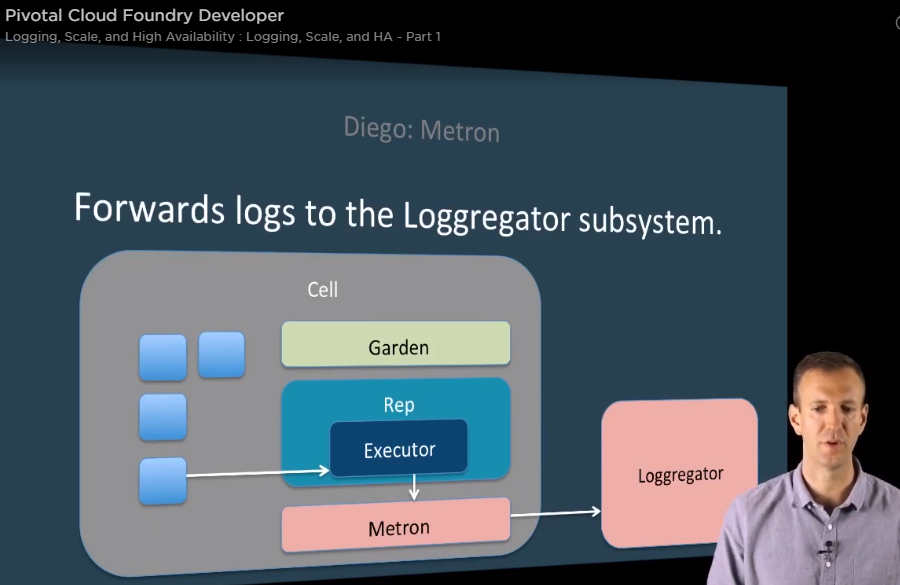 Pivotal Cloud Foundry Developer
Logging, Scale, and High Availability : Logging, Scale, and HA - Part 1
Diego: Metron
Forwards logs to the Loggregator subsystem.
Cell
Garden
Rep
Executor
Metron
Loggregator